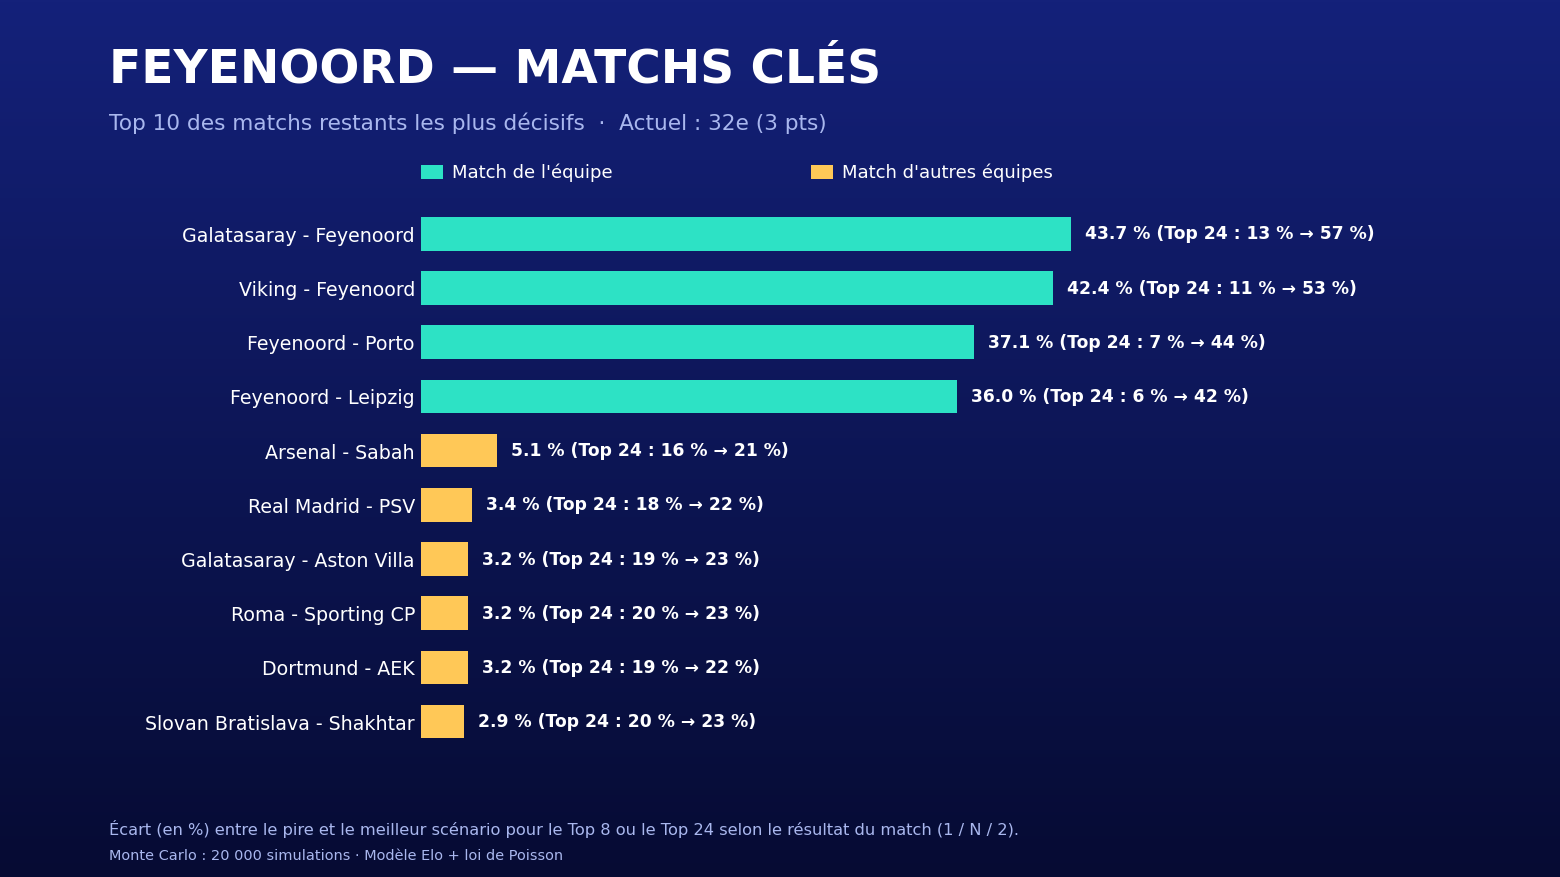 FEYENOORD — MATCHS CLÉS
Top 10 des matchs restants les plus décisifs · Actuel : 32e (3 pts)
Match de l'équipe
Match d'autres équipes
Galatasaray - Feyenoord 43.7 % (Top 24 : 13 % → 57 %)
Viking - Feyenoord 42.4 % (Top 24 : 11 % → 53 %)
Feyenoord - Porto 37.1 % (Top 24 : 7 % → 44 %)
Feyenoord - Leipzig 36.0 % (Top 24 : 6 % → 42 %)
Arsenal - Sabah 5.1 % (Top 24 : 16 % → 21 %)
Real Madrid - PSV 3.4 % (Top 24 : 18 % → 22 %)
Galatasaray - Aston Villa 3.2 % (Top 24 : 19 % → 23 %)
Roma - Sporting CP 3.2 % (Top 24 : 20 % → 23 %)
Dortmund - AEK 3.2 % (Top 24 : 19 % → 22 %)
Slovan Bratislava - Shakhtar 2.9 % (Top 24 : 20 % → 23 %)
Écart (en %) entre le pire et le meilleur scénario pour le Top 8 ou le Top 24 selon le résultat du match (1 / N / 2).
Monte Carlo : 20 000 simulations · Modèle Elo + loi de Poisson